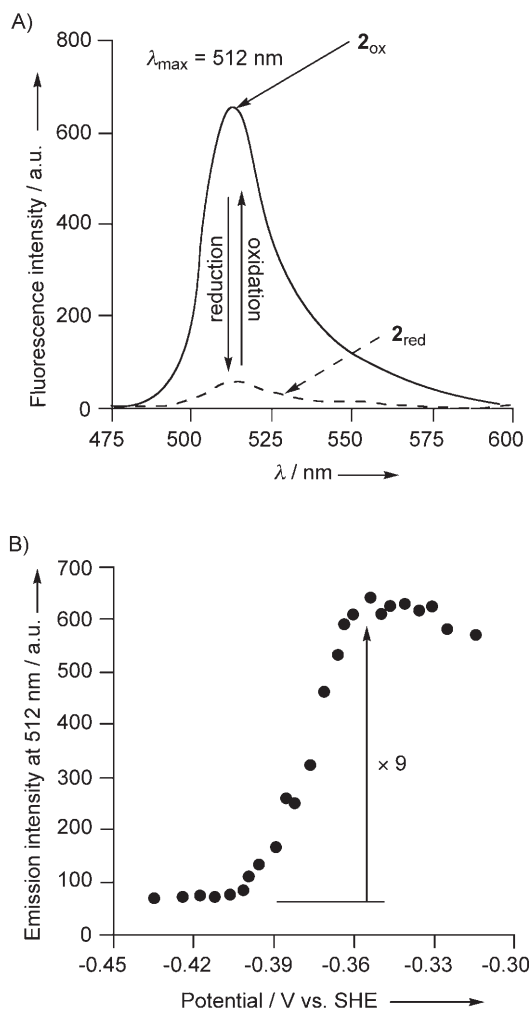 A)
Fluorescence intensity / a.u.
800
600
400
200
0
λmax = 512 nm
2ox
reduction
oxidation
2red
475 500 525 550 575 600
λ / nm
B)
Emission intensity at 512 nm / a.u.
700
600
500
400
300
200
100
0
× 9
-0.45 -0.42 -0.39 -0.36 -0.33 -0.30
Potential / V vs. SHE